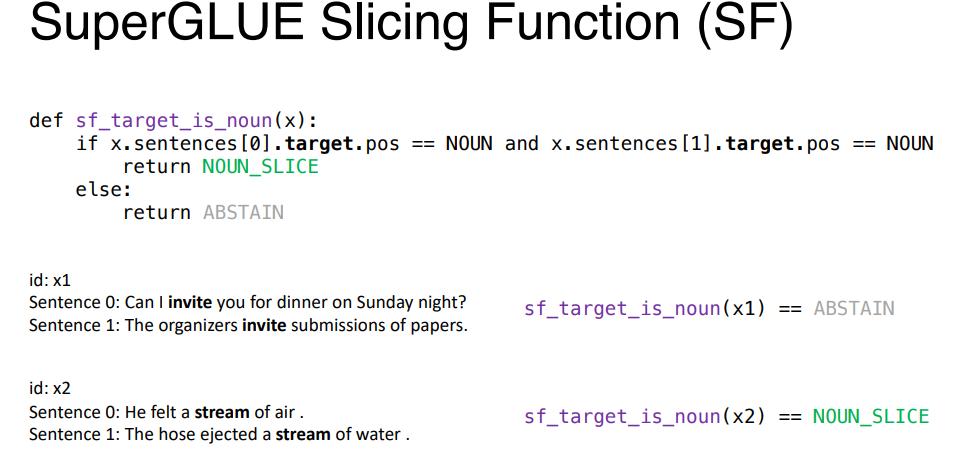 SuperGLUE Slicing Function (SF)
def sf_target_is_noun(x):
if x.sentences[0].target.pos == NOUN and x.sentences[1].target.pos == NOUN
return NOUN_SLICE
else:
return ABSTAIN
id: x1
Sentence 0: Can I invite you for dinner on Sunday night?
Sentence 1: The organizers invite submissions of papers.
sf_target_is_noun(x1) == ABSTAIN
id: x2
Sentence 0: He felt a stream of air .
Sentence 1: The hose ejected a stream of water .
sf_target_is_noun(x2) == NOUN_SLICE